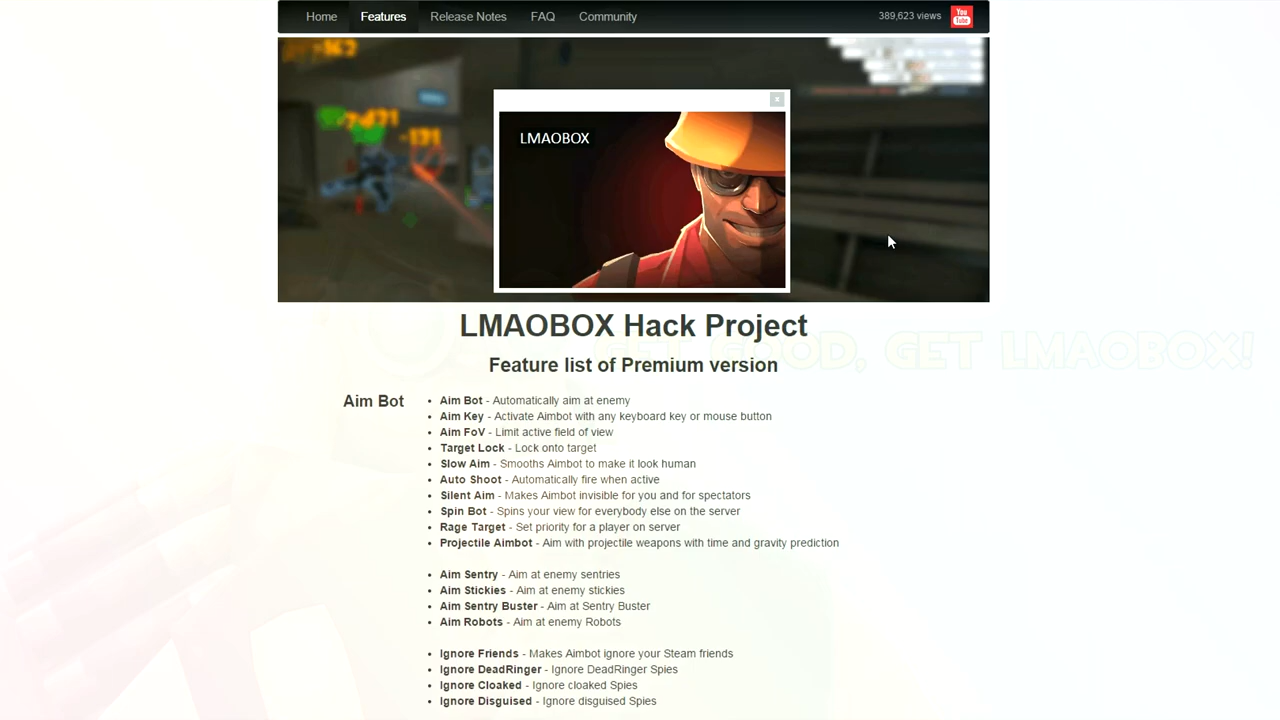 Home Features Release Notes FAQ Community 389,623 views You Tube
x
LMAOBOX
-131
LMAOBOX Hack Project
GET GOOD, GET LMAOBOX!
Feature list of Premium version
Aim Bot
• Aim Bot - Automatically aim at enemy
• Aim Key - Activate Aimbot with any keyboard key or mouse button
• Aim FoV - Limit active field of view
• Target Lock - Lock onto target
• Slow Aim - Smooths Aimbot to make it look human
• Auto Shoot - Automatically fire when active
• Silent Aim - Makes Aimbot invisible for you and for spectators
• Spin Bot - Spins your view for everybody else on the server
• Rage Target - Set priority for a player on server
• Projectile Aimbot - Aim with projectile weapons with time and gravity prediction
• Aim Sentry - Aim at enemy sentries
• Aim Stickies - Aim at enemy stickies
• Aim Sentry Buster - Aim at Sentry Buster
• Aim Robots - Aim at enemy Robots
• Ignore Friends - Makes Aimbot ignore your Steam friends
• Ignore DeadRinger - Ignore DeadRinger Spies
• Ignore Cloaked - Ignore cloaked Spies
• Ignore Disguised - Ignore disguised Spies